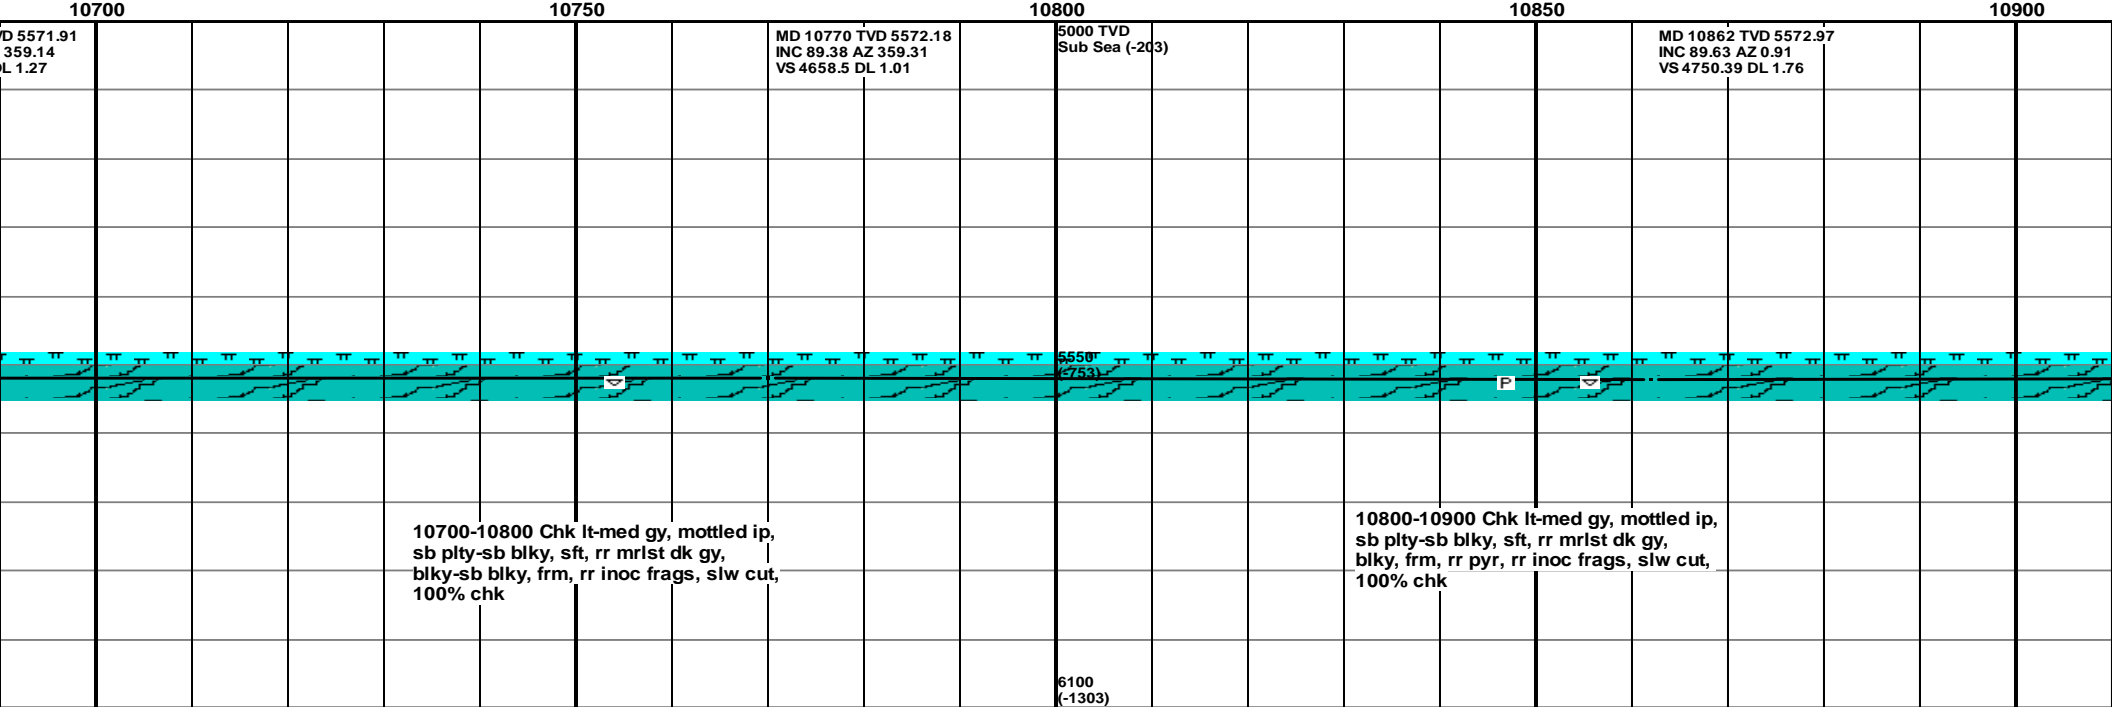 10700 10750 10800 10850 10900
VD 5571.91
359.14
DL 1.27
MD 10770 TVD 5572.18
INC 89.38 AZ 359.31
VS 4658.5 DL 1.01
5000 TVD
Sub Sea (-203)
MD 10862 TVD 5572.97
INC 89.63 AZ 0.91
VS 4750.39 DL 1.76
5550
(-753)
P
10700-10800 Chk lt-med gy, mottled ip,
sb plty-sb blky, sft, rr mrlst dk gy,
blky-sb blky, frm, rr inoc frags, slw cut,
100% chk
10800-10900 Chk lt-med gy, mottled ip,
sb plty-sb blky, sft, rr mrlst dk gy,
blky, frm, rr pyr, rr inoc frags, slw cut,
100% chk
6100
(-1303)